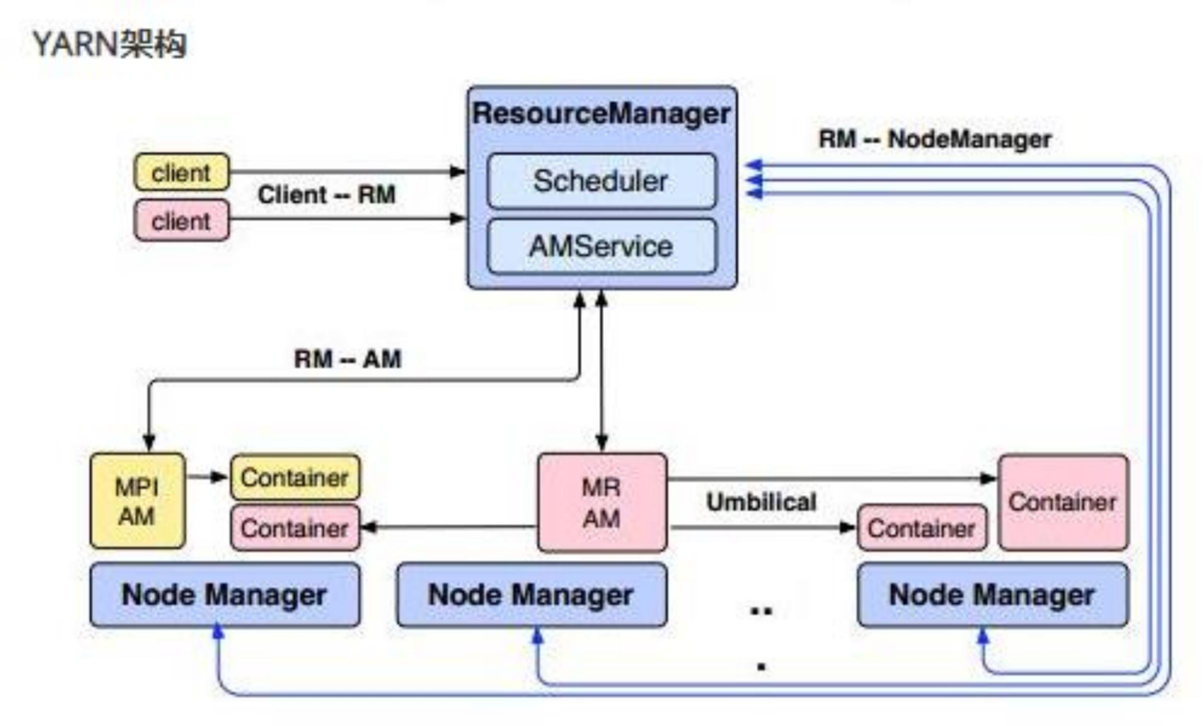 YARN架构
ResourceManager
RM -- NodeManager
client
Scheduler
Client -- RM
client
AMService
RM -- AM
MPI
AM
Container
Container
MR
AM
Umbilical
Container
Container
Node Manager
Node Manager
..
.
Node Manager